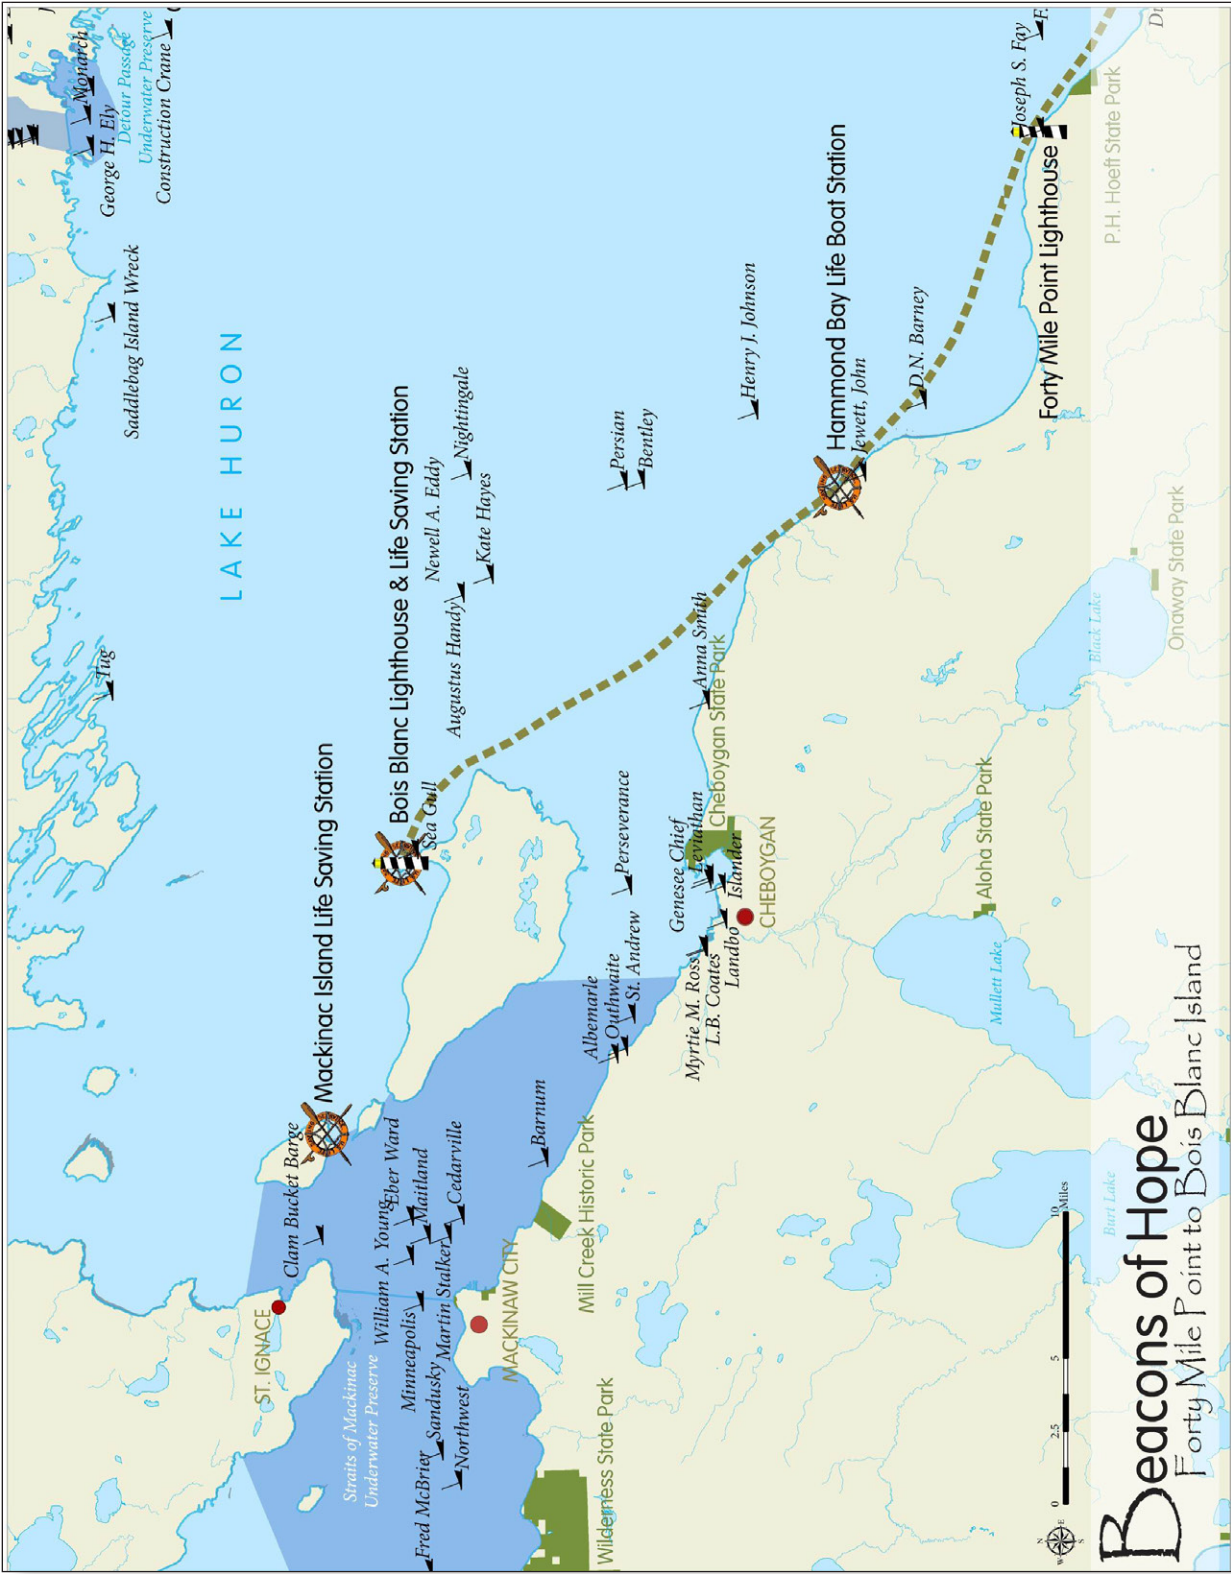 Monarch
George H. Ely
Detour Passage
Underwater Preserve
Construction Crane
Saddlebag Island Wreck
LAKE HURON
Tug
Mackinac Island Life Saving Station
Bois Blanc Lighthouse & Life Saving Station
Sea Gull
Newell A. Eddy
Nightingale
Augustus Handy
Kate Hayes
Persian
Bentley
Henry J. Johnson
Hammond Bay Life Boat Station
Jewett, John
D.N. Barney
Joseph S. Fay
F.
Forty Mile Point Lighthouse
P.H. Hoeft State Park
Clam Bucket Barge
ST. IGNACE
Straits of Mackinac
Underwater Preserve
William A. Young
Eber Ward
Maitland
Cedarville
Minneapolis
Martin Stalker
Sandusky
Fred McBrier
Northwest
MACKINAW CITY
Barnum
Mill Creek Historic Park
Wilderness State Park
Albemarle
Outhwaite
St. Andrew
Perseverance
Genesee Chief
Leviathan
Islander
Myrtie M. Ross
L.B. Coates
Landbo
CHEBOYGAN
Cheboygan State Park
Anna Smith
Aloha State Park
Mullett Lake
Black Lake
Onaway State Park
Burt Lake
N
W E
S
0 2.5 5 10
Miles
Beacons of Hope
Forty Mile Point to Bois Blanc Island